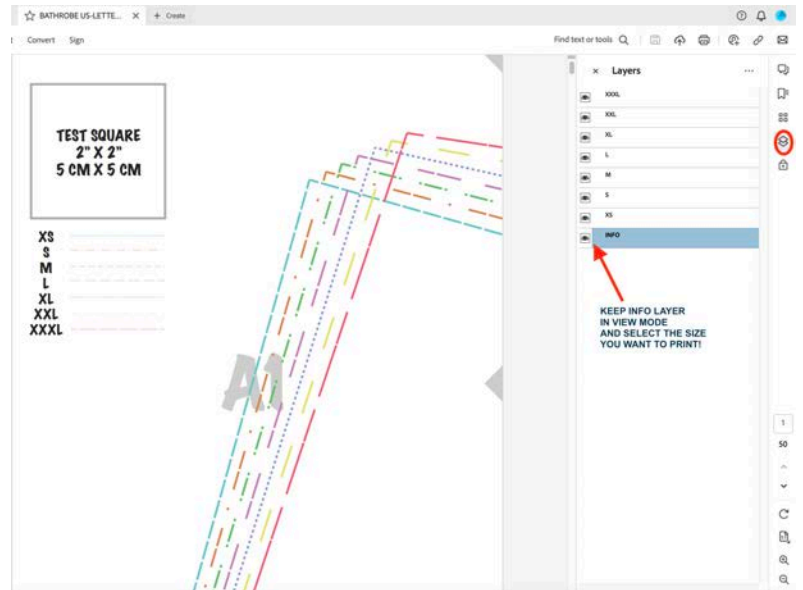 BATHROBE US-LETTE...
+ Create
Convert Sign
Find text or tools
Layers
XXXL
XXL
XL
L
M
S
XS
INFO
KEEP INFO LAYER
IN VIEW MODE
AND SELECT THE SIZE
YOU WANT TO PRINT!
TEST SQUARE
2" X 2"
5 CM X 5 CM
XS
S
M
L
XL
XXL
XXXL
A1
1
50